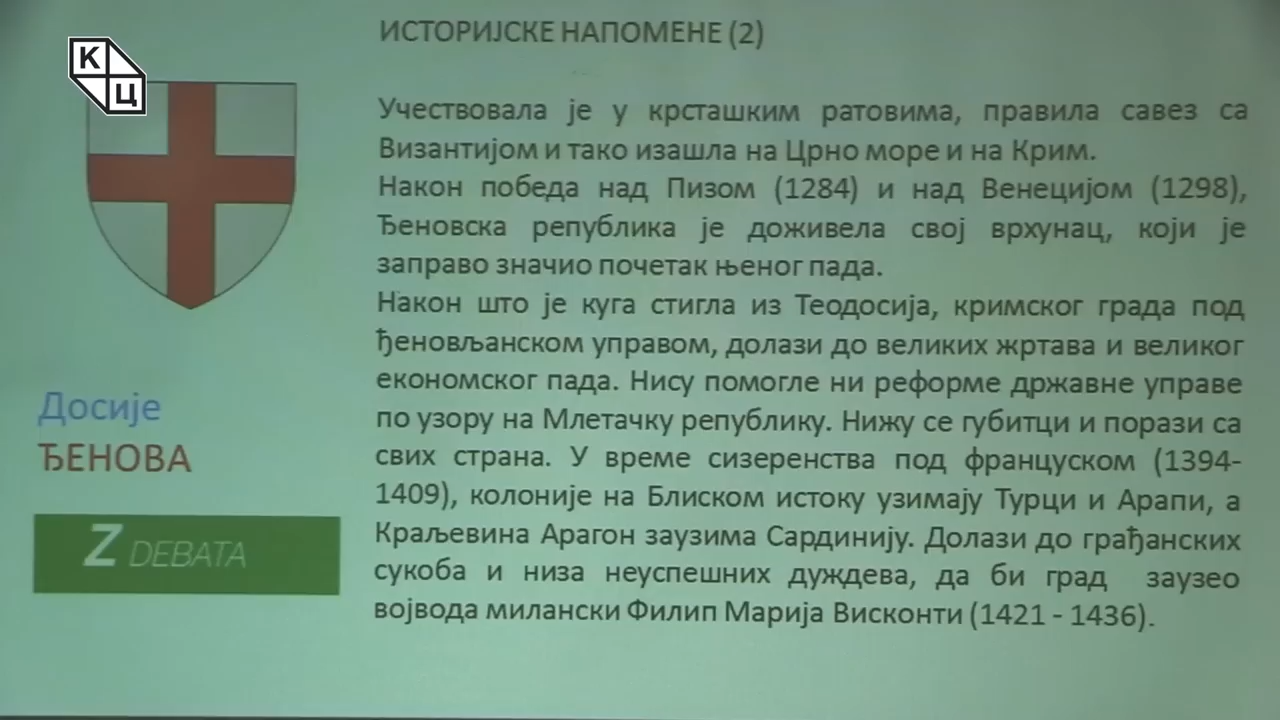 К
Ц
ИСТОРИЈСКЕ НАПОМЕНЕ (2)
Учествовала је у крсташким ратовима, правила савез са
Византијом и тако изашла на Црно море и на Крим.
Након победа над Пизом (1284) и над Венецијом (1298),
Ђеновска република је доживела свој врхунац, који је
заправо значио почетак њеног пада.
Након што је куга стигла из Теодосија, кримског града под
ђеновљанском управом, долази до великих жртава и великог
економског пада. Нису помогле ни реформе државне управе
по узору на Млетачку републику. Нижу се губитци и порази са
свих страна. У време сизеренства под француском (1394-
1409), колоније на Блиском истоку узимају Турци и Арапи, а
Краљевина Арагон заузима Сардинију. Долази до грађанских
сукоба и низа неуспешних дуждева, да би град заузео
војвода милански Филип Марија Висконти (1421 - 1436).
Досије
ЂЕНОВА
Z DEBATA